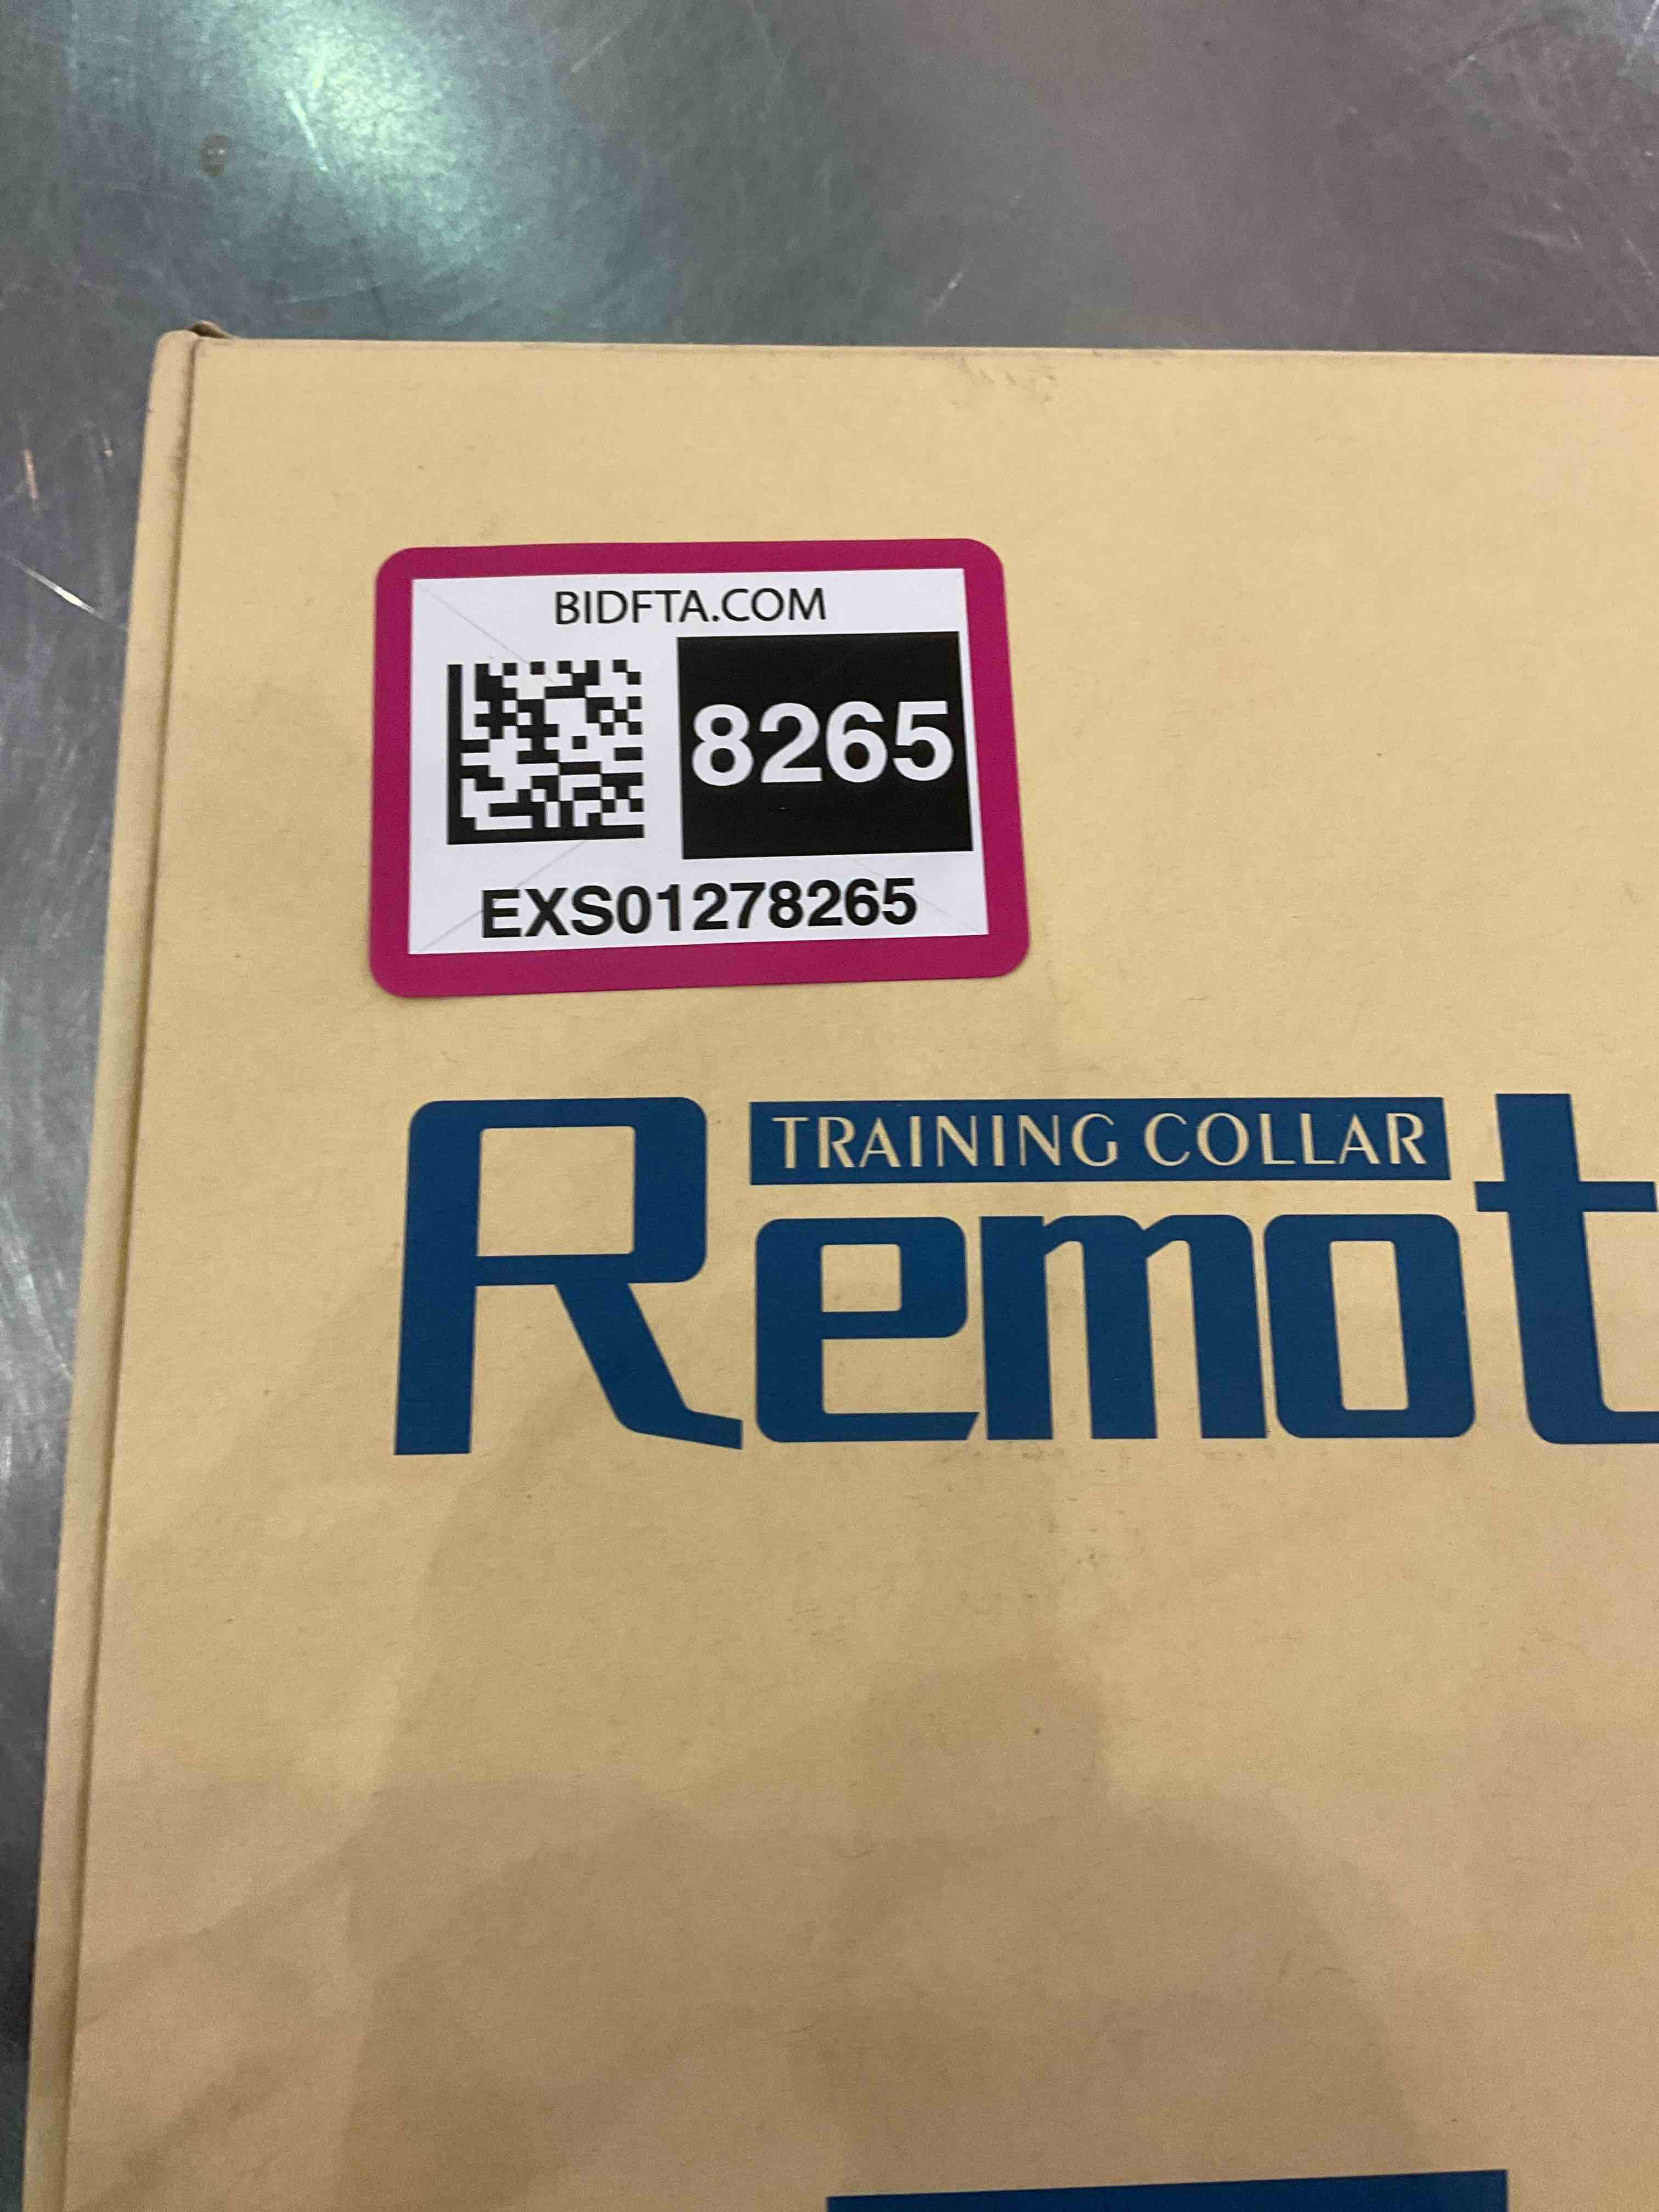 BIDFTA.COM
8265
EXS01278265
TRAINING COLLAR
Remot